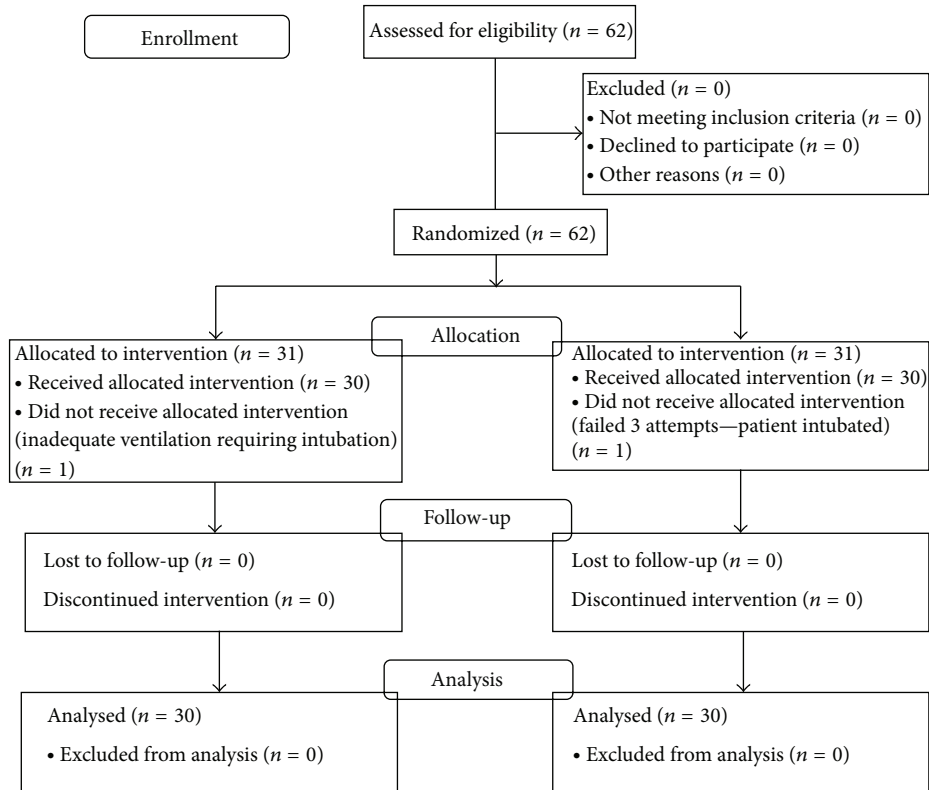 Enrollment
Assessed for eligibility (n = 62)
Excluded (n = 0)
• Not meeting inclusion criteria (n = 0)
• Declined to participate (n = 0)
• Other reasons (n = 0)
Randomized (n = 62)
Allocation
Allocated to intervention (n = 31)
• Received allocated intervention (n = 30)
• Did not receive allocated intervention
(inadequate ventilation requiring intubation)
(n = 1)
Allocated to intervention (n = 31)
• Received allocated intervention (n = 30)
• Did not receive allocated intervention
(failed 3 attempts—patient intubated)
(n = 1)
Follow-up
Lost to follow-up (n = 0)
Discontinued intervention (n = 0)
Lost to follow-up (n = 0)
Discontinued intervention (n = 0)
Analysis
Analysed (n = 30)
• Excluded from analysis (n = 0)
Analysed (n = 30)
• Excluded from analysis (n = 0)